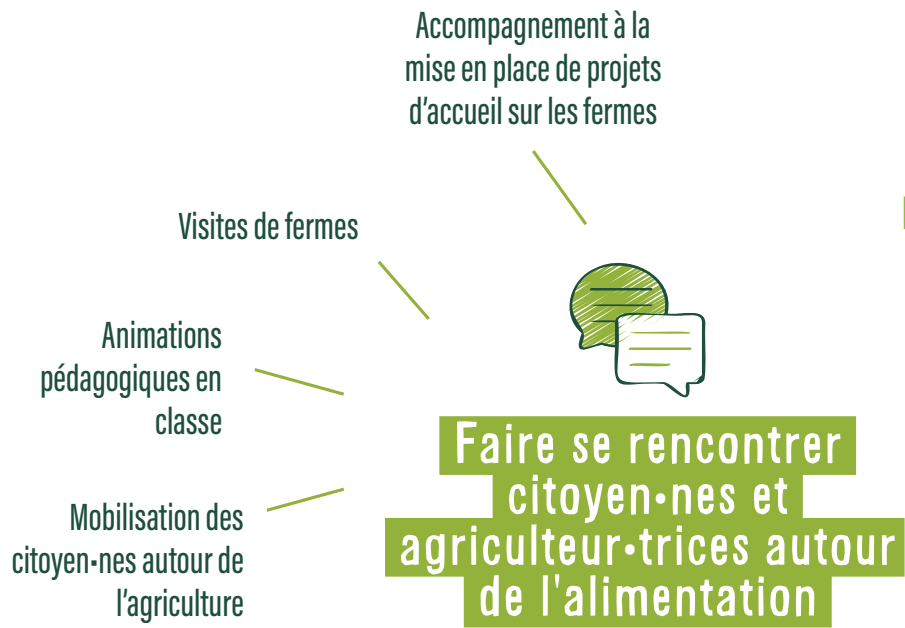 Accompagnement à la
mise en place de projets
d'accueil sur les fermes
Visites de fermes
Animations
pédagogiques en
classe
Mobilisation des
citoyen·nes autour de
l'agriculture
Faire se rencontrer
citoyen·nes et
agriculteur·trices autour
de l'alimentation